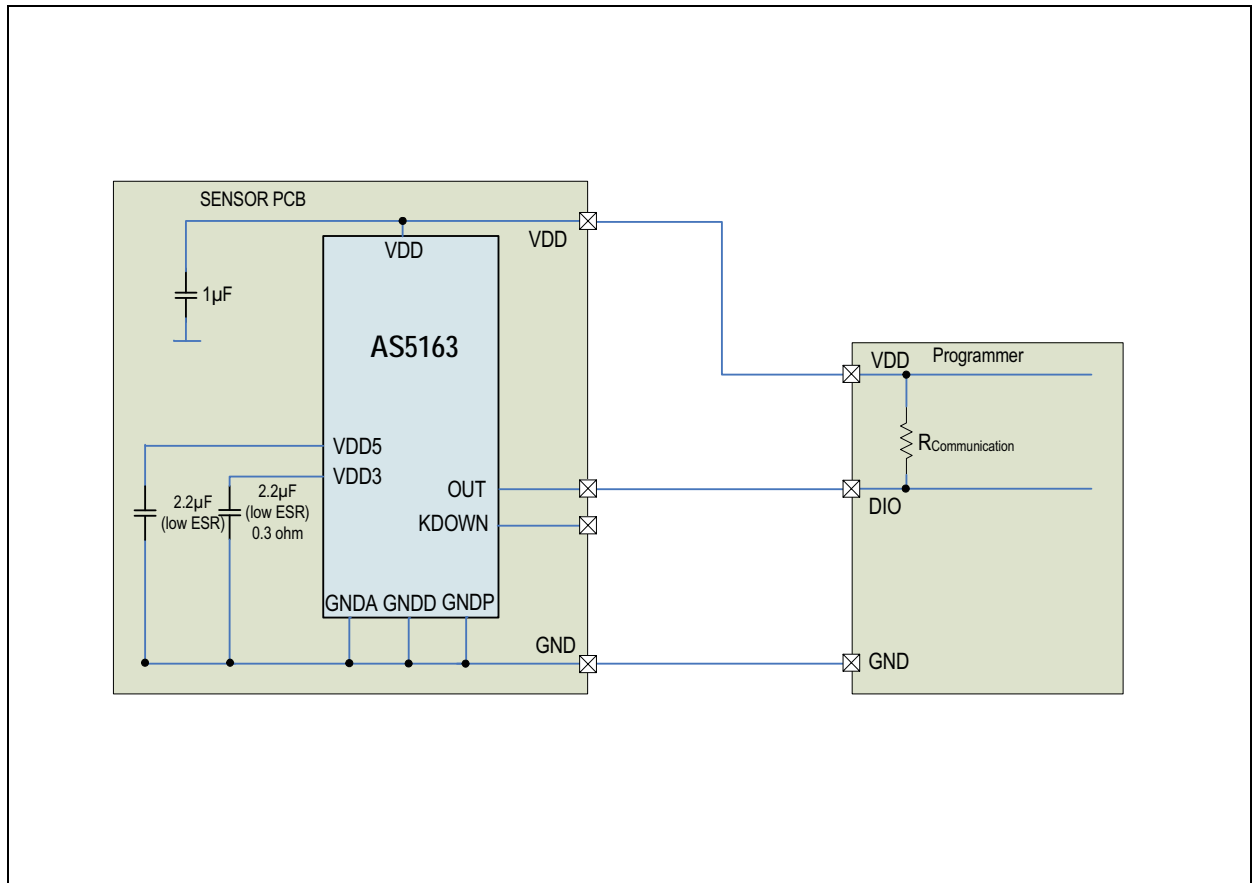 SENSOR PCB
VDD
VDD
1µF
AS5163
VDD5
VDD3
2.2µF
(low ESR)
2.2µF
(low ESR)
0.3 ohm
OUT
KDOWN
GNDA GNDD GNDP
GND
VDD
Programmer
RCommunication
DIO
GND